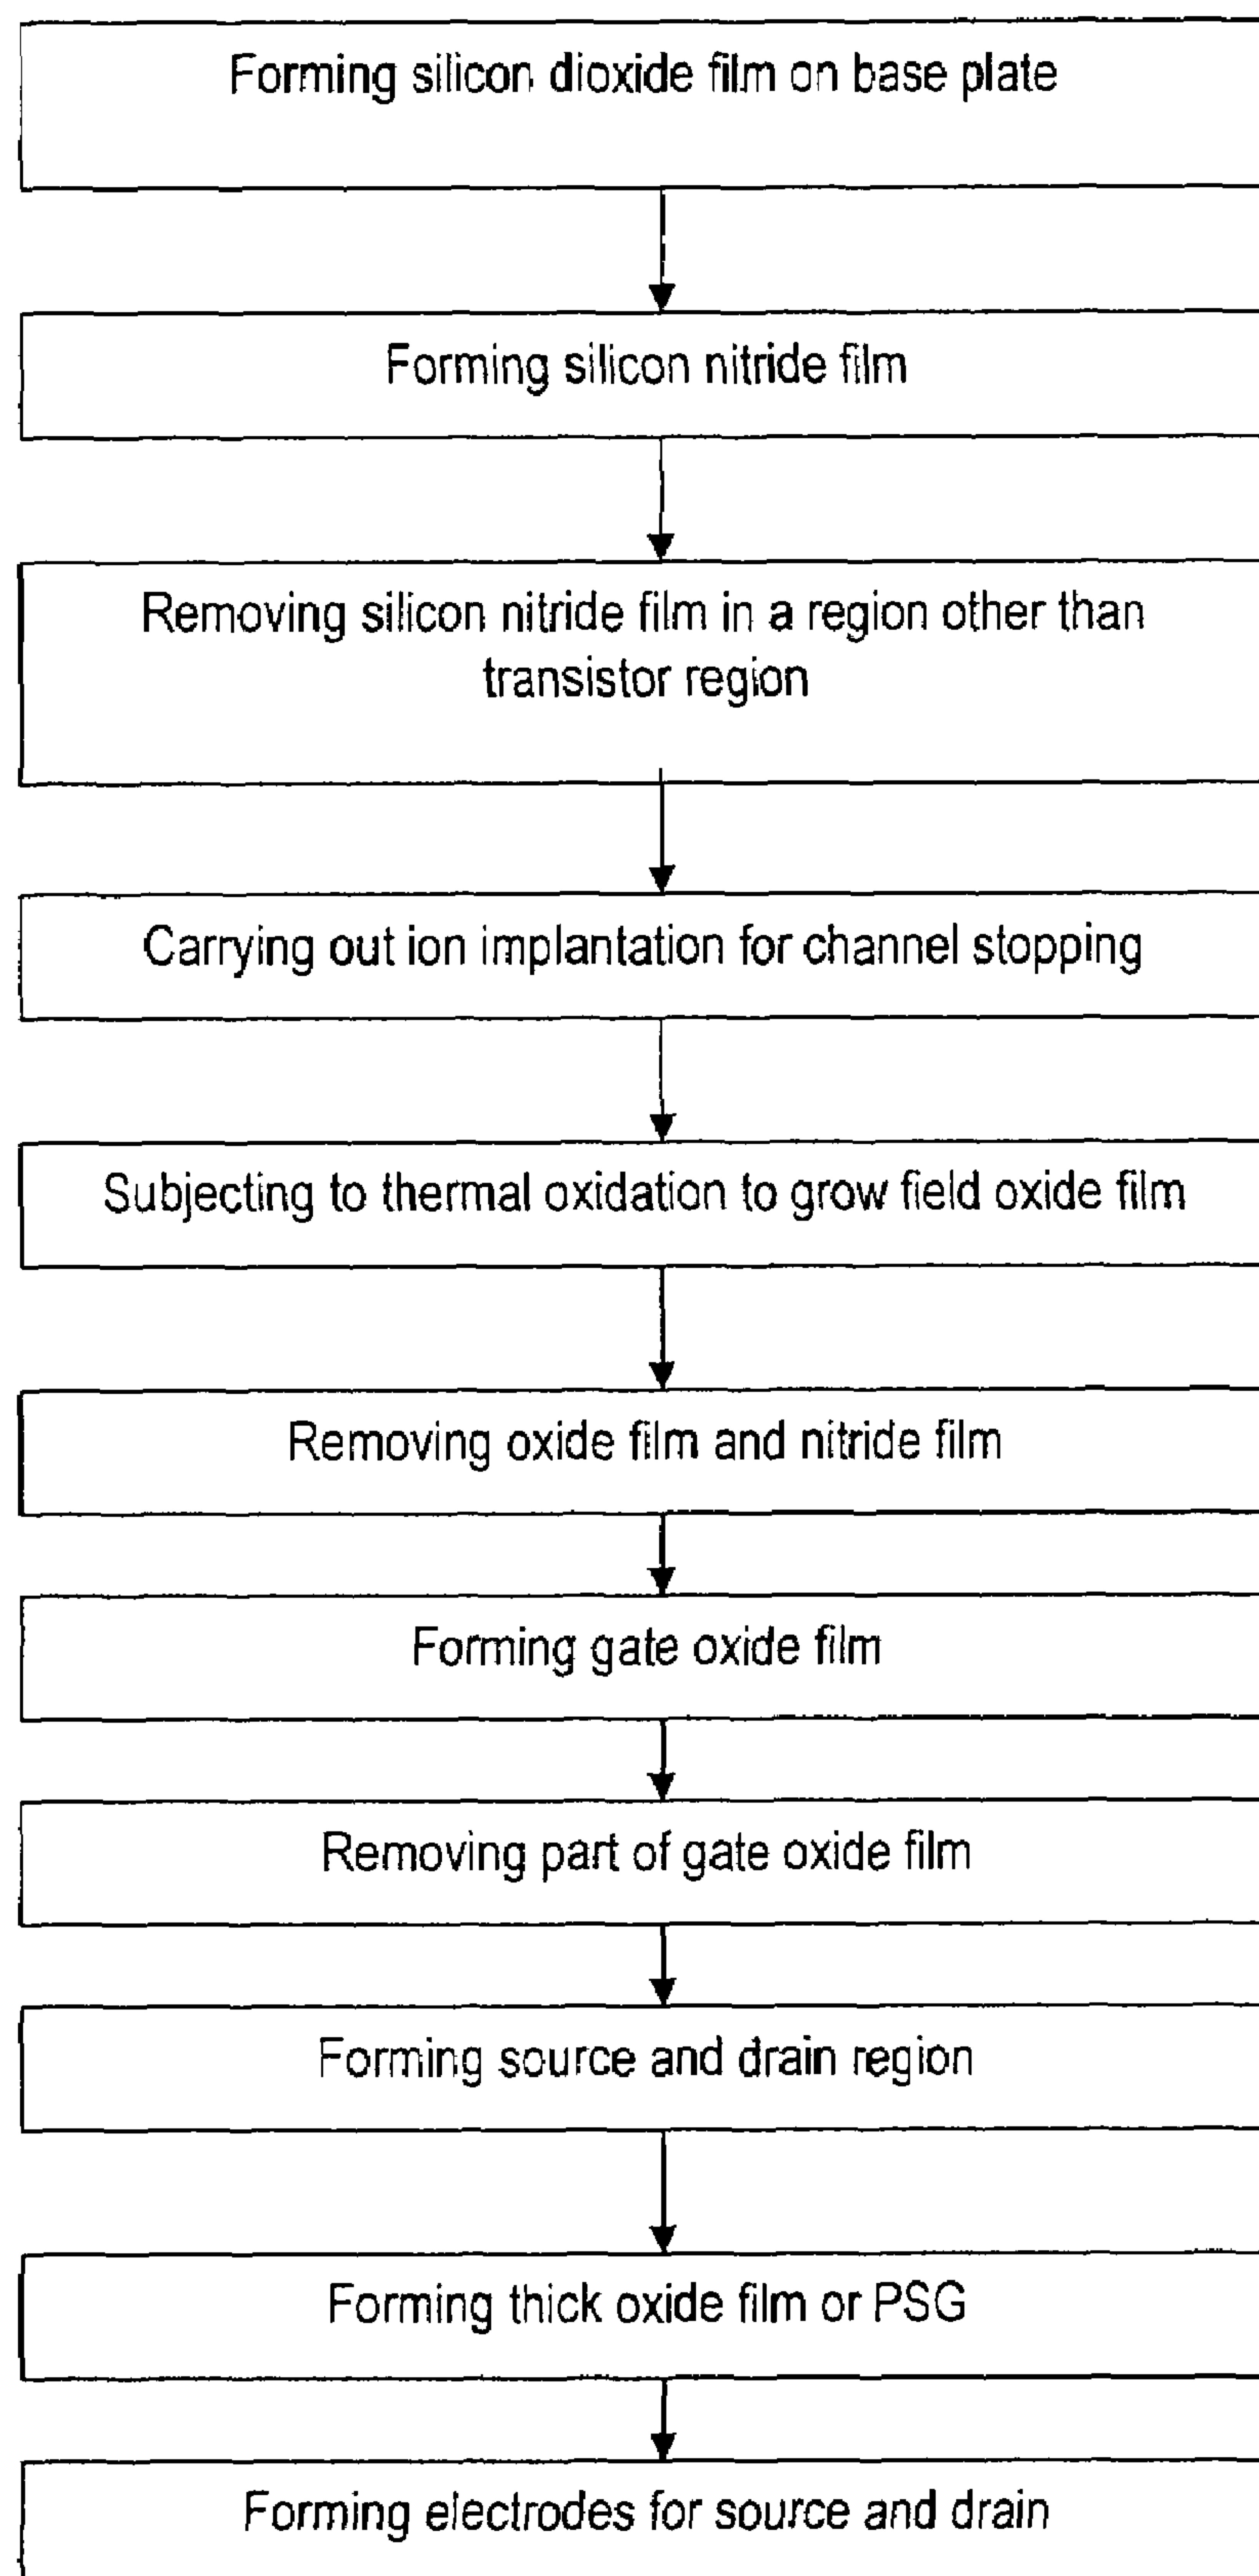 Forming silicon dioxide film on base plate
Forming silicon nitride film
Removing silicon nitride film in a region other than
transistor region
Carrying out ion implantation for channel stopping
Subjecting to thermal oxidation to grow field oxide film
Removing oxide film and nitride film
Forming gate oxide film
Removing part of gate oxide film
Forming source and drain region
Forming thick oxide film or PSG
Forming electrodes for source and drain